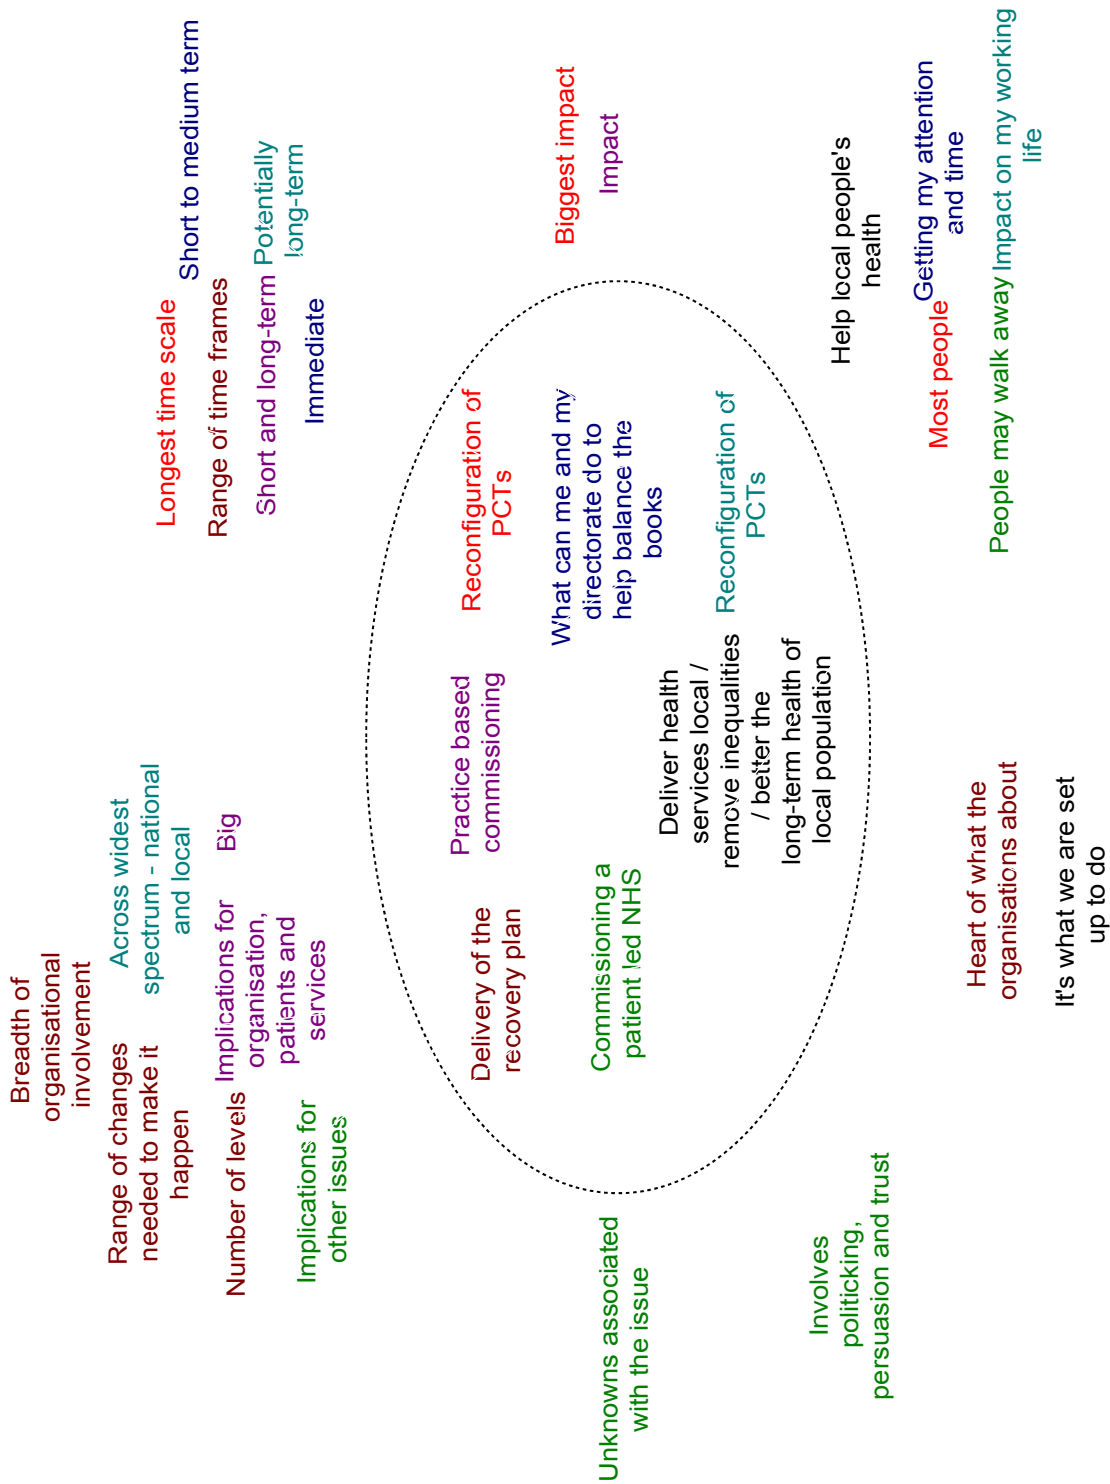 Breadth of
organisational
involvement
Range of changes
needed to make it
happen
Across widest
spectrum - national
and local
Number of levels
Implications for
organisation,
patients and
services
Big
Implications for
other issues
Longest time scale
Short to medium term
Range of time frames
Short and long-term
Potentially
long-term
Immediate
Delivery of the
recovery plan
Practice based
commissioning
Reconfiguration of
PCTs
Commissioning a
patient led NHS
What can me and my
directorate do to
help balance the
books
Deliver health
services local /
remove inequalities
/ better the
long-term health of
local population
Reconfiguration of
PCTs
Biggest impact
Impact
Unknowns associated
with the issue
Involves
politicking,
persuasion and trust
Heart of what the
organisations about
It's what we are set
up to do
Help local people's
health
Most people
Getting my attention
and time
People may walk away
Impact on my working
life